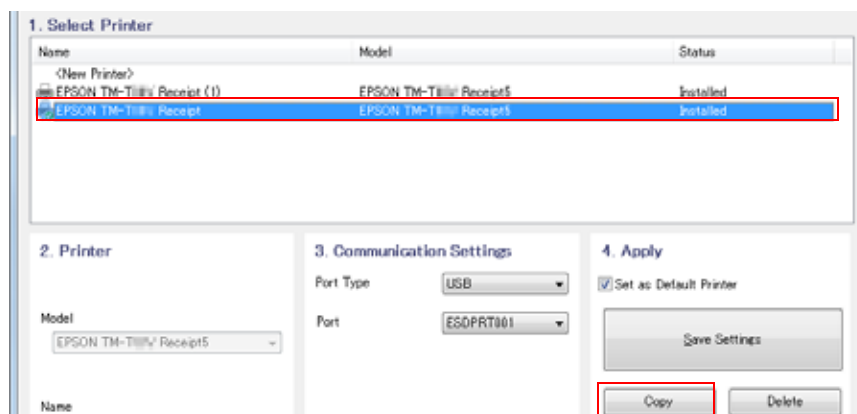 1. Select Printer
Name Model Status
<New Printer>
EPSON TM- Receipt (1) EPSON TM- Receipt5 Installed
EPSON TM- Receipt EPSON TM- Receipt5 Installed
2. Printer
Model
EPSON TM- Receipt5
Name
3. Communication Settings
Port Type USB
Port ESDPRT001
4. Apply
Set as Default Printer
Save Settings
Copy Delete